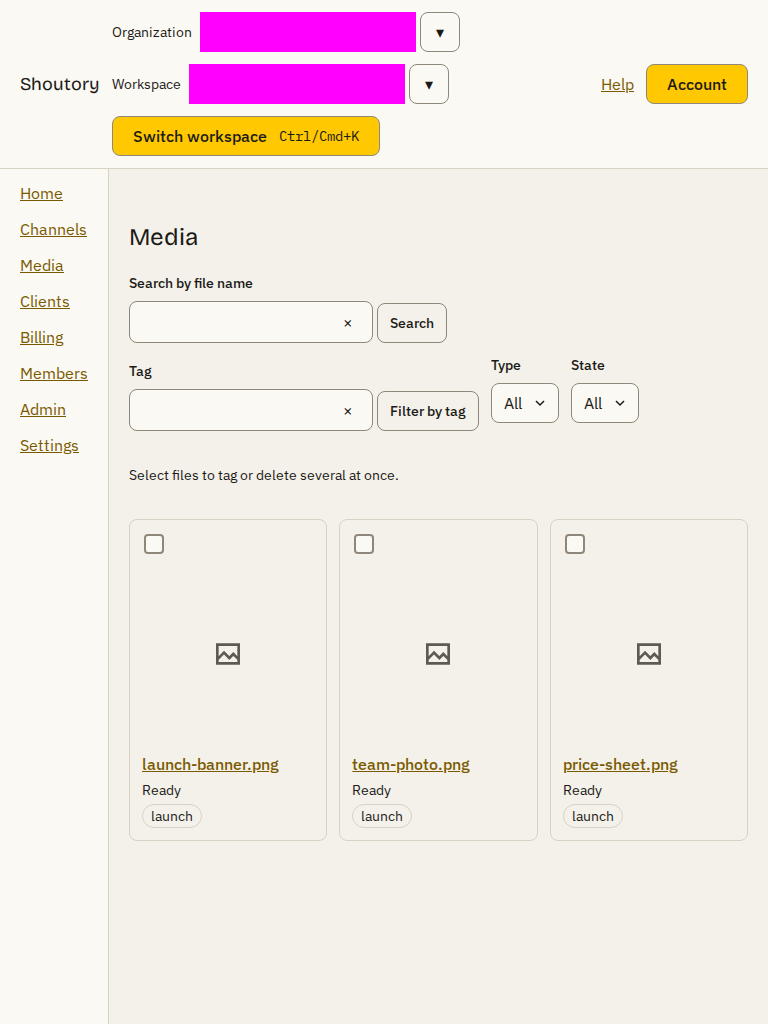 Organization ▼
Shoutory Workspace ▼ Help Account
Switch workspace Ctrl/Cmd+K
Home
Channels
Media
Clients
Billing
Members
Admin
Settings
Media
Search by file name
× Search
Tag Type State
× Filter by tag All All
Select files to tag or delete several at once.
launch-banner.png team-photo.png price-sheet.png
Ready Ready Ready
launch launch launch